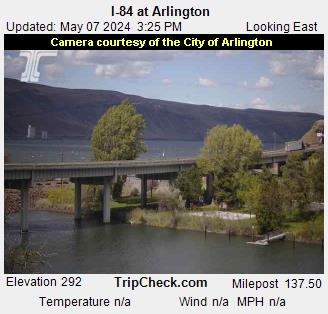 I-84 at Arlington
Updated: May 07 2024 3:25 PM Looking East
Camera courtesy of the City of Arlington
Elevation 292 TripCheck.com Milepost 137.50
Temperature n/a Wind n/a MPH n/a